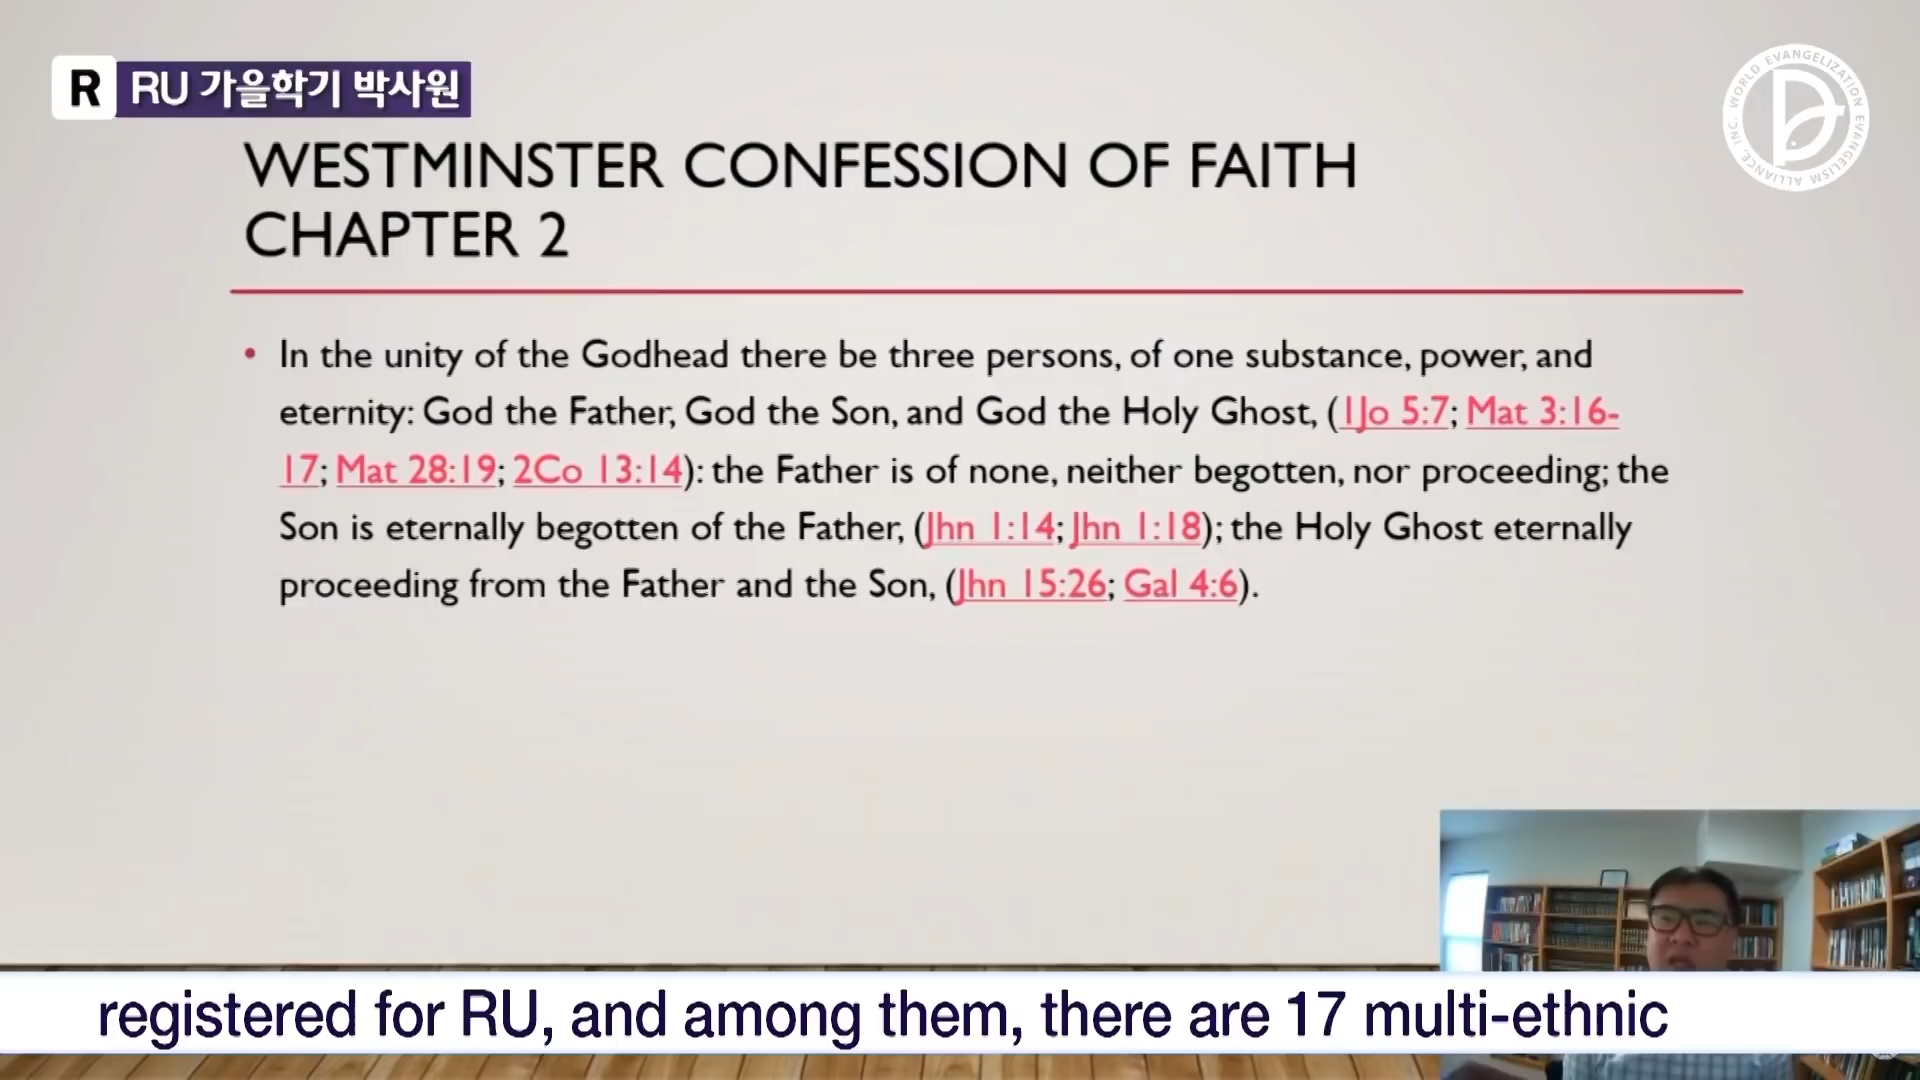 R RU 가을학기 박사원
WORLD EVANGELIZATION EVANGELISM ALLIANCE, INC.
WESTMINSTER CONFESSION OF FAITH
CHAPTER 2
• In the unity of the Godhead there be three persons, of one substance, power, and
eternity: God the Father, God the Son, and God the Holy Ghost, (1Jo 5:7; Mat 3:16-
17; Mat 28:19; 2Co 13:14): the Father is of none, neither begotten, nor proceeding; the
Son is eternally begotten of the Father, (Jhn 1:14; Jhn 1:18); the Holy Ghost eternally
proceeding from the Father and the Son, (Jhn 15:26; Gal 4:6).
registered for RU, and among them, there are 17 multi-ethnic